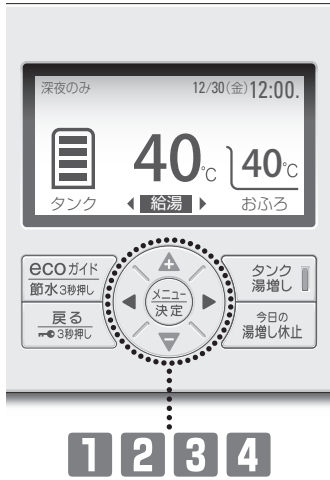 深夜のみ 12/30(金)12:00.
40℃ 40℃
タンク ◀ 給湯 ▶ おふろ
ecoガイド
節水3秒押し
戻る
3秒押し
+
◀ メニュー ▶
決定
−
タンク
湯増し
今日の
湯増し休止
1 2 3 4